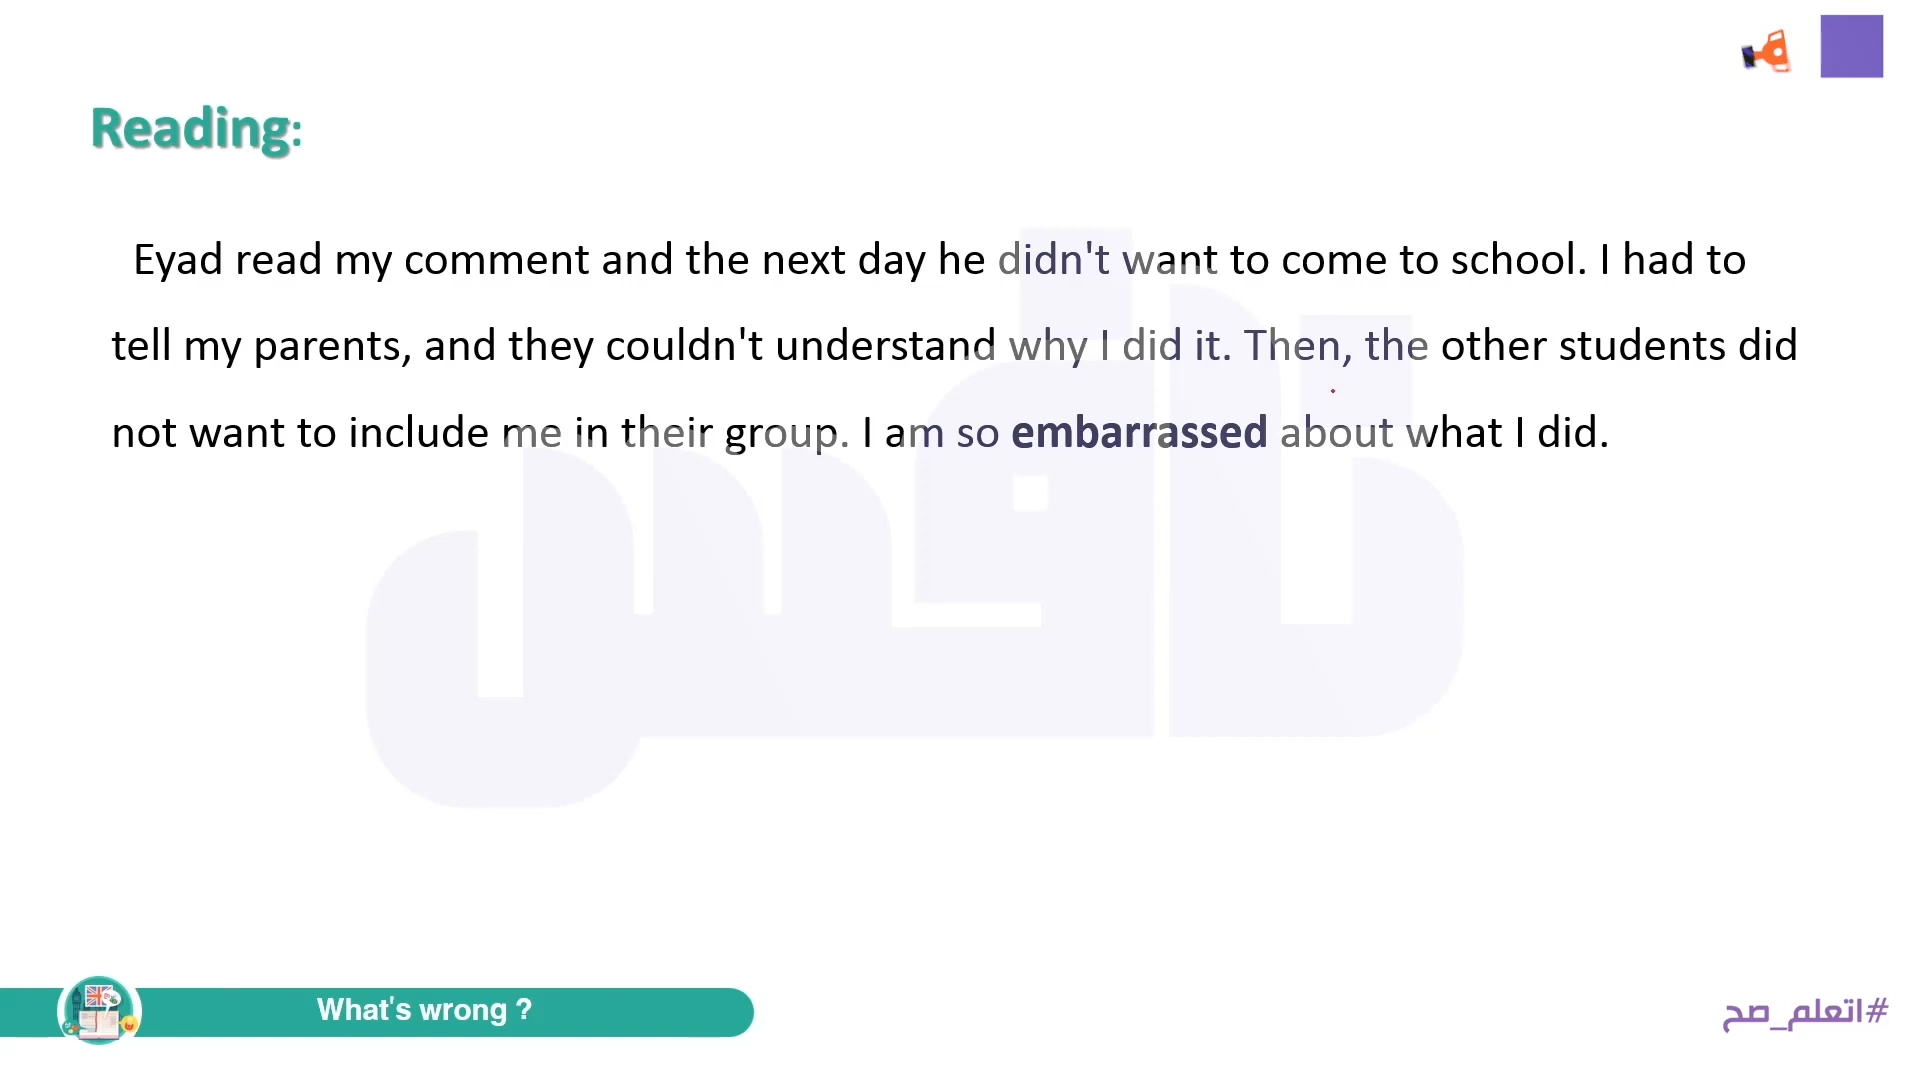 Reading:
Eyad read my comment and the next day he didn't want to come to school. I had to
tell my parents, and they couldn't understand why I did it. Then, the other students did
not want to include me in their group. I am so embarrassed about what I did.
نافس
What's wrong ?
#اتعلم_صح